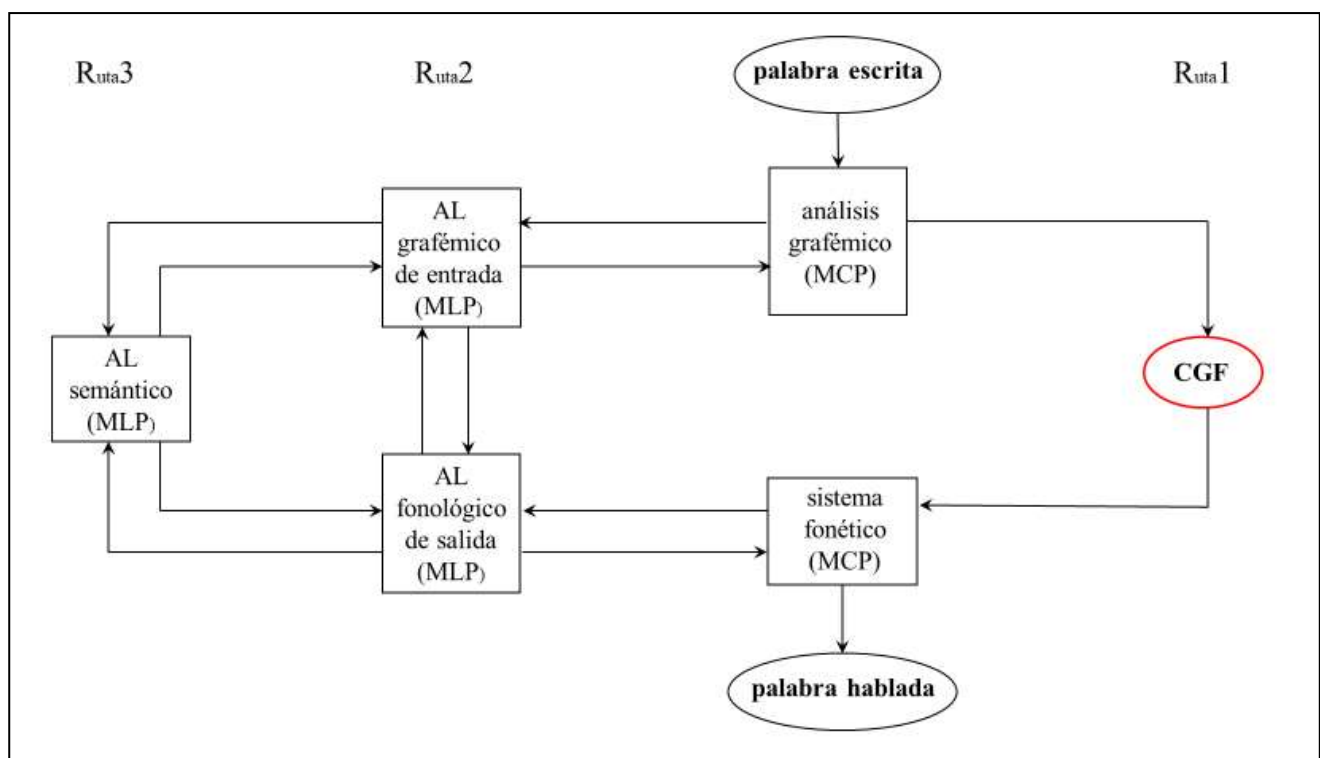 Ruta3
Ruta2
palabra escrita
Ruta1
AL
grafémico
de entrada
(MLP)
análisis
grafémico
(MCP)
AL
semántico
(MLP)
CGF
AL
fonológico
de salida
(MLP)
sistema
fonético
(MCP)
palabra hablada